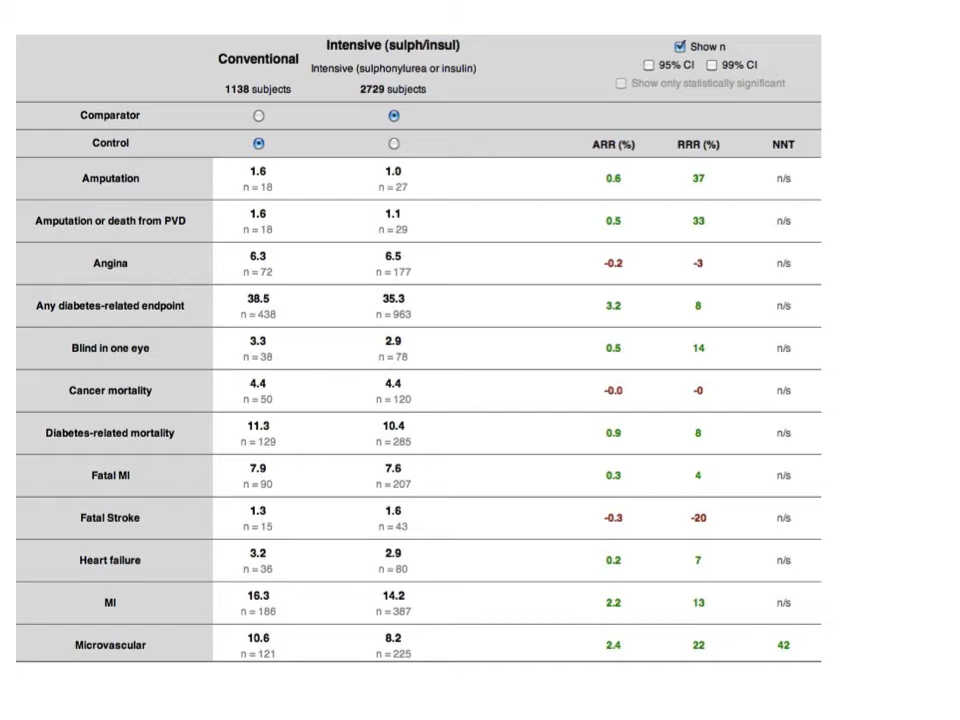 Conventional
1138 subjects
Intensive (sulph/insul)
Intensive (sulphonylurea or insulin)
2729 subjects
Show n
95% CI 99% CI
Show only statistically significant
Comparator
Control ARR (%) RRR (%) NNT
Amputation 1.6 1.0 0.6 37 n/s
n = 18 n = 27
Amputation or death from PVD 1.6 1.1 0.5 33 n/s
n = 18 n = 29
Angina 6.3 6.5 -0.2 -3 n/s
n = 72 n = 177
Any diabetes-related endpoint 38.5 35.3 3.2 8 n/s
n = 438 n = 963
Blind in one eye 3.3 2.9 0.5 14 n/s
n = 38 n = 78
Cancer mortality 4.4 4.4 -0.0 -0 n/s
n = 50 n = 120
Diabetes-related mortality 11.3 10.4 0.9 8 n/s
n = 129 n = 285
Fatal MI 7.9 7.6 0.3 4 n/s
n = 90 n = 207
Fatal Stroke 1.3 1.6 -0.3 -20 n/s
n = 15 n = 43
Heart failure 3.2 2.9 0.2 7 n/s
n = 36 n = 80
MI 16.3 14.2 2.2 13 n/s
n = 186 n = 387
Microvascular 10.6 8.2 2.4 22 42
n = 121 n = 225